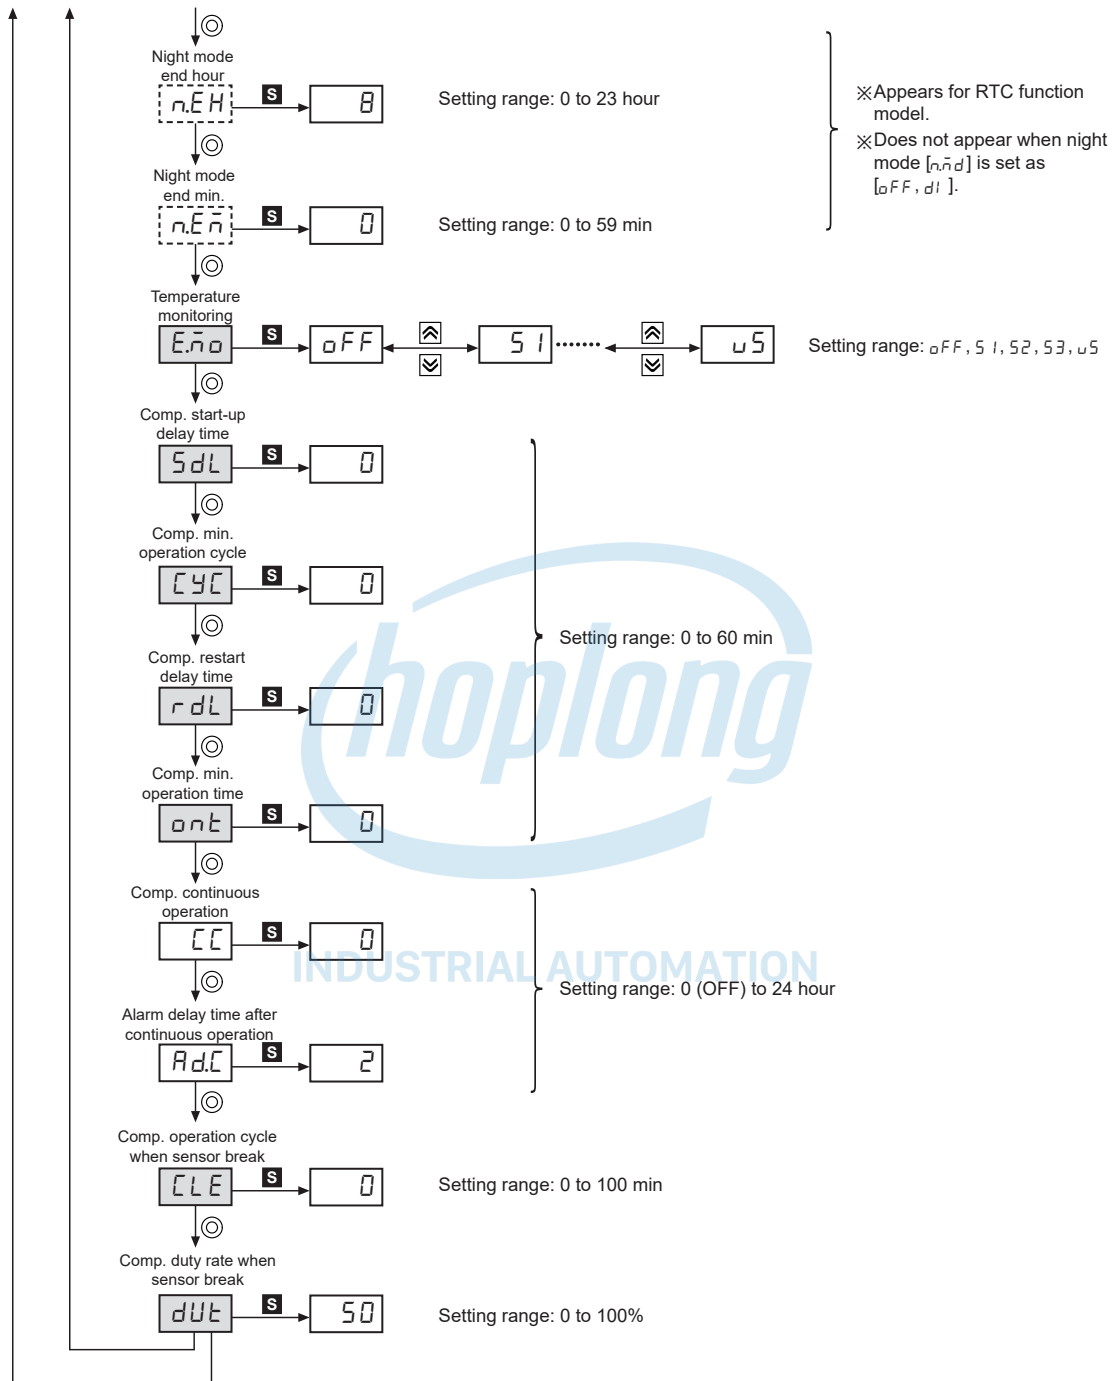 Night mode
end hour
n.EH
S
8
Setting range: 0 to 23 hour
※Appears for RTC function
model.
※Does not appear when night
mode [n.m̄d] is set as
[oFF, dI ].
Night mode
end min.
n.Em̄
S
0
Setting range: 0 to 59 min
Temperature
monitoring
E.m̄o
S
oFF
S1
uS
Setting range: oFF, S1, S2, S3, uS
Comp. start-up
delay time
SdL
S
0
Comp. min.
operation cycle
CYC
S
0
Setting range: 0 to 60 min
Comp. restart
delay time
rdL
S
0
Comp. min.
operation time
ont
S
0
hoplong
INDUSTRIAL AUTOMATION
Comp. continuous
operation
CC
S
0
Setting range: 0 (OFF) to 24 hour
Alarm delay time after
continuous operation
Ad.C
S
2
Comp. operation cycle
when sensor break
CLE
S
0
Setting range: 0 to 100 min
Comp. duty rate when
sensor break
dUt
S
50
Setting range: 0 to 100%